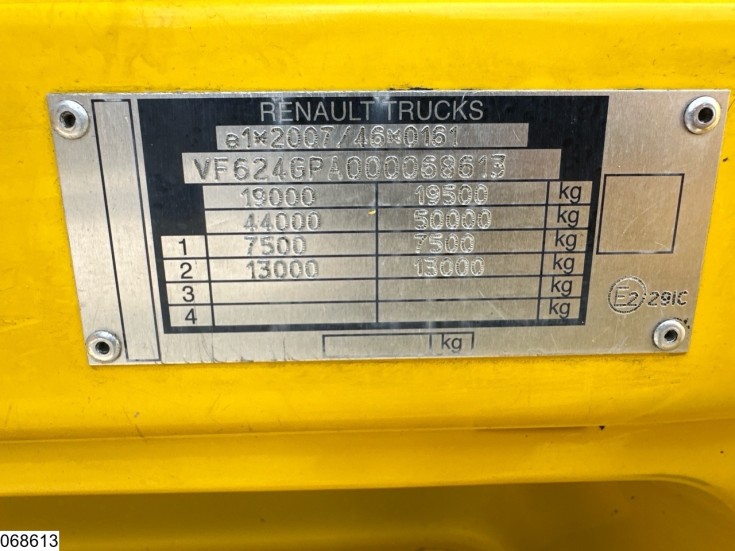 RENAULT TRUCKS
e1*2007/46*0161
VF624GPA000068613
19000 19500 kg
44000 60000 kg
1 7500 7500 kg
2 13000 13000 kg
3 kg
4 kg
kg
E2 291C
068613